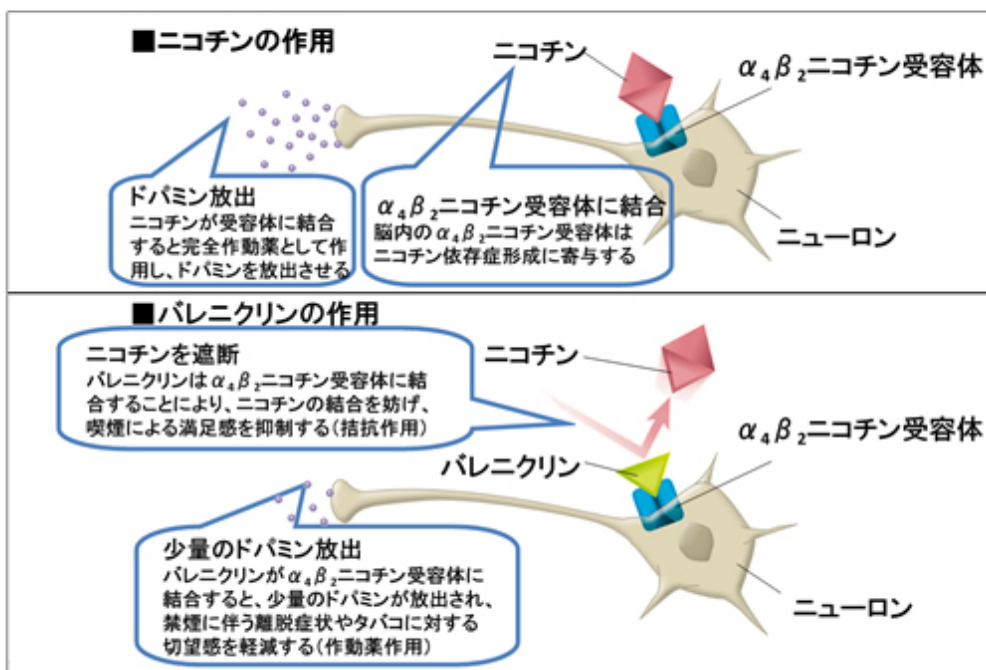 ■ニコチンの作用
ニコチン
α₄β₂ニコチン受容体
ドパミン放出
ニコチンが受容体に結合
すると完全作動薬として作
用し、ドパミンを放出させる
α₄β₂ニコチン受容体に結合
脳内のα₄β₂ニコチン受容体は
ニコチン依存症形成に寄与する
ニューロン
■バレニクリンの作用
ニコチンを遮断
バレニクリンはα₄β₂ニコチン受容体に結
合することにより、ニコチンの結合を妨げ、
喫煙による満足感を抑制する(拮抗作用)
ニコチン
α₄β₂ニコチン受容体
バレニクリン
少量のドパミン放出
バレニクリンがα₄β₂ニコチン受容体に
結合すると、少量のドパミンが放出され、
禁煙に伴う離脱症状やタバコに対する
切望感を軽減する(作動薬作用)
ニューロン